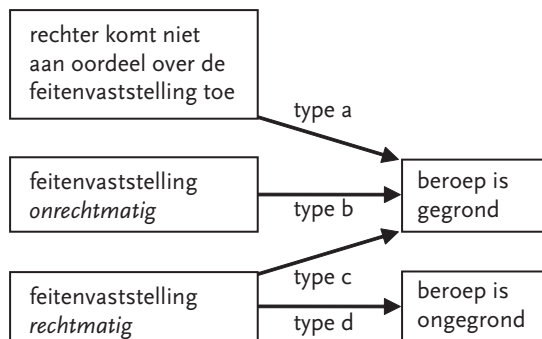 rechter komt niet
aan oordeel over de
feitenvaststelling toe
type a
feitenvaststelling
onrechtmatig
type b
beroep is
gegrond
type c
feitenvaststelling
rechtmatig
type d
beroep is
ongegrond